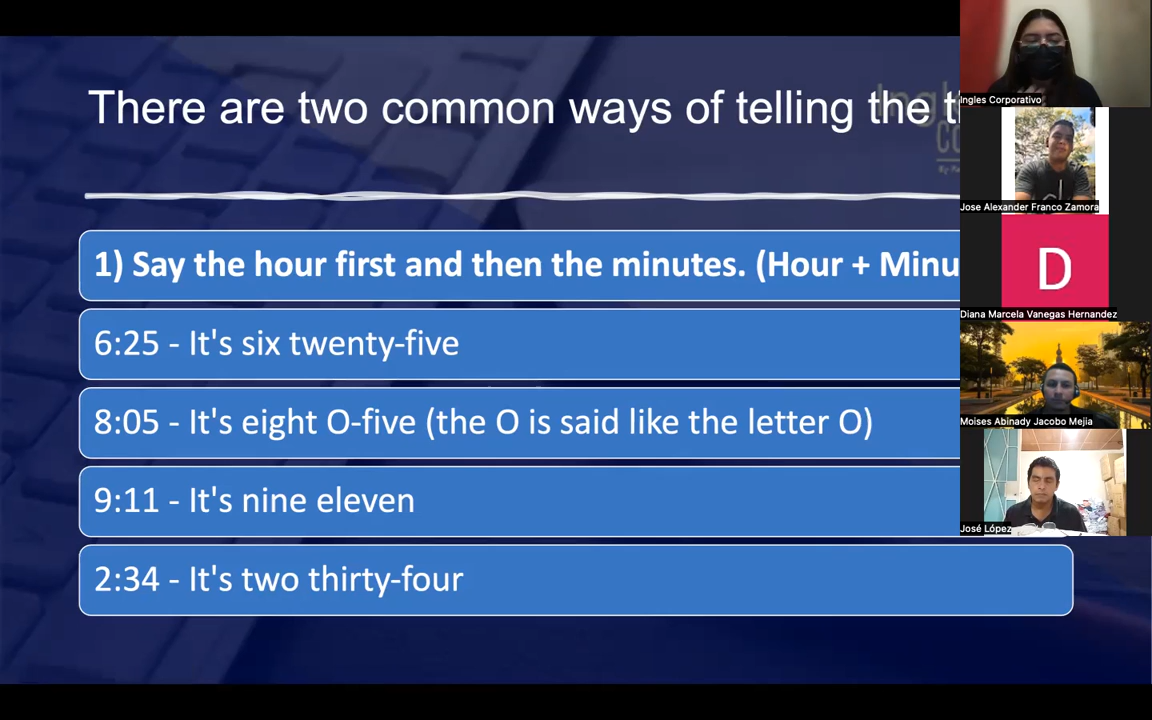 There are two common ways of telling the
1) Say the hour first and then the minutes. (Hour + Minu
6:25 - It's six twenty-five
8:05 - It's eight O-five (the O is said like the letter O)
9:11 - It's nine eleven
2:34 - It's two thirty-four
Ingles Corporativo
Jose Alexander Franco Zamora
D
Diana Marcela Vanegas Hernandez
Moises Abinady Jacobo Mejia
José López